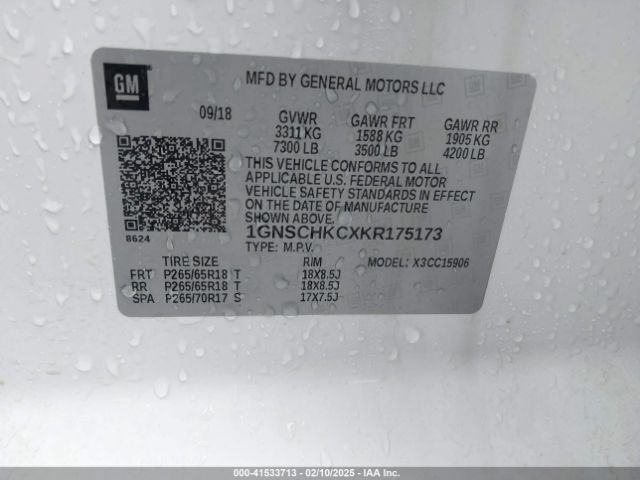 GM
MFD BY GENERAL MOTORS LLC
09/18 GVWR GAWR FRT GAWR RR
3311 KG 1588 KG 1905 KG
7300 LB 3500 LB 4200 LB
THIS VEHICLE CONFORMS TO ALL
APPLICABLE U.S. FEDERAL MOTOR
VEHICLE SAFETY STANDARDS IN EFFECT
ON THE DATE OF MANUFACTURE
SHOWN ABOVE.
8624
1GNSCHKCXKR175173
TYPE: M.P.V. MODEL: X3CC15906
TIRE SIZE RIM
FRT P265/65R18 T 18X8.5J
RR P265/65R18 T 18X8.5J
SPA P265/70R17 S 17X7.5J
000-41533713 — 02/10/2025 — © IAA Holdings, LLC